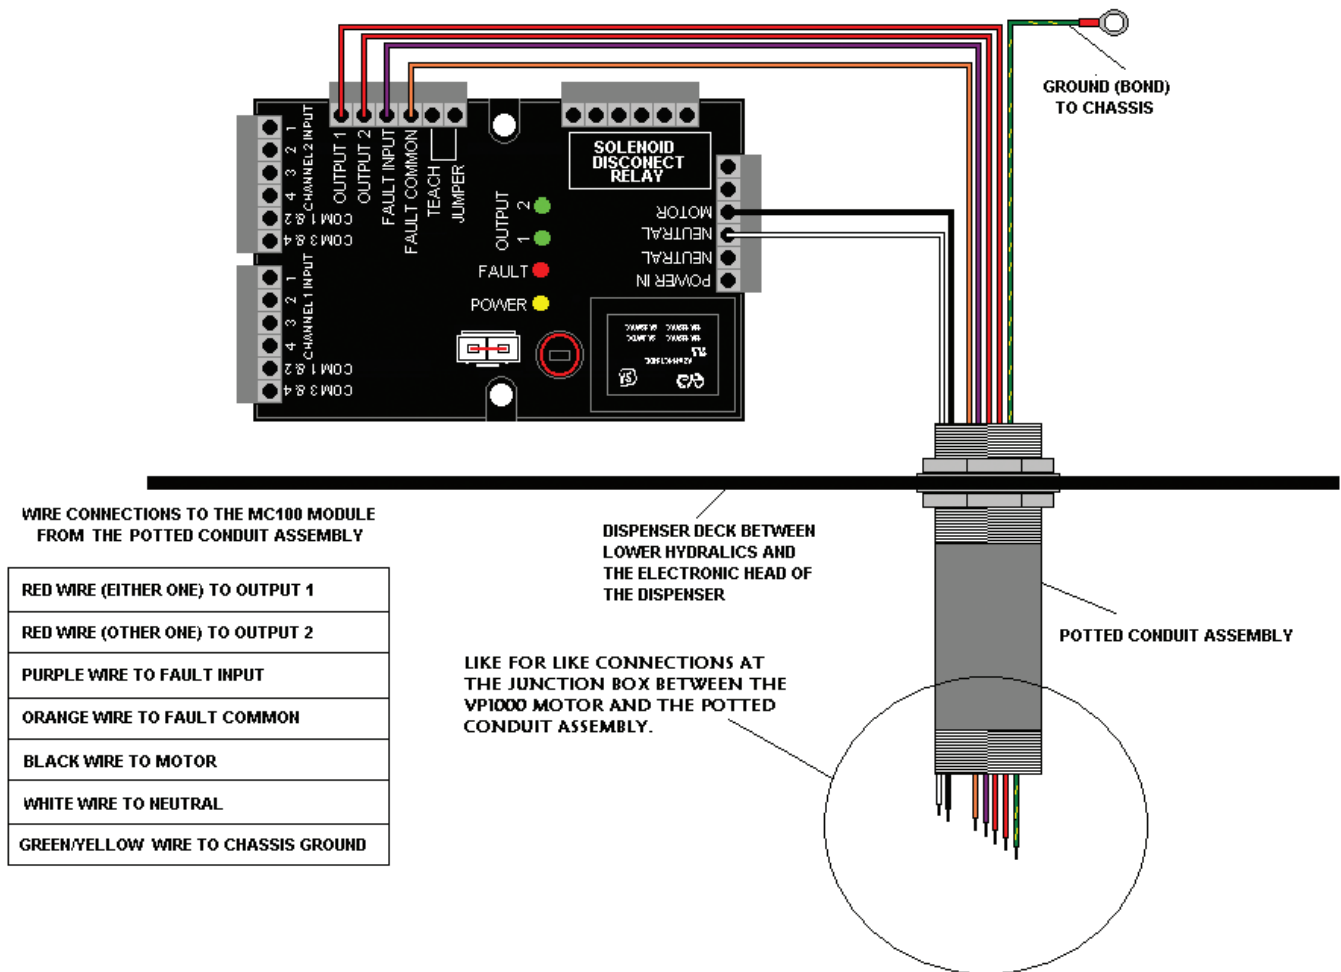 GROUND (BOND)
TO CHASSIS
1
2
3
4
COM 1 & 2
COM 3 & 4
CHANNEL 2 INPUT
1
2
3
4
COM 1 & 2
COM 3 & 4
CHANNEL 1 INPUT
OUTPUT 1
OUTPUT 2
FAULT INPUT
FAULT COMMON
TEACH
JUMPER
SOLENOID
DISCONECT
RELAY
OUTPUT
2
1
FAULT
POWER
MOTOR
NEUTRAL
NEUTRAL
POWER IN
WIRE CONNECTIONS TO THE MC100 MODULE
FROM THE POTTED CONDUIT ASSEMBLY
RED WIRE (EITHER ONE) TO OUTPUT 1
RED WIRE (OTHER ONE) TO OUTPUT 2
PURPLE WIRE TO FAULT INPUT
ORANGE WIRE TO FAULT COMMON
BLACK WIRE TO MOTOR
WHITE WIRE TO NEUTRAL
GREEN/YELLOW WIRE TO CHASSIS GROUND
DISPENSER DECK BETWEEN
LOWER HYDRALICS AND
THE ELECTRONIC HEAD OF
THE DISPENSER
POTTED CONDUIT ASSEMBLY
LIKE FOR LIKE CONNECTIONS AT
THE JUNCTION BOX BETWEEN THE
VP1000 MOTOR AND THE POTTED
CONDUIT ASSEMBLY.